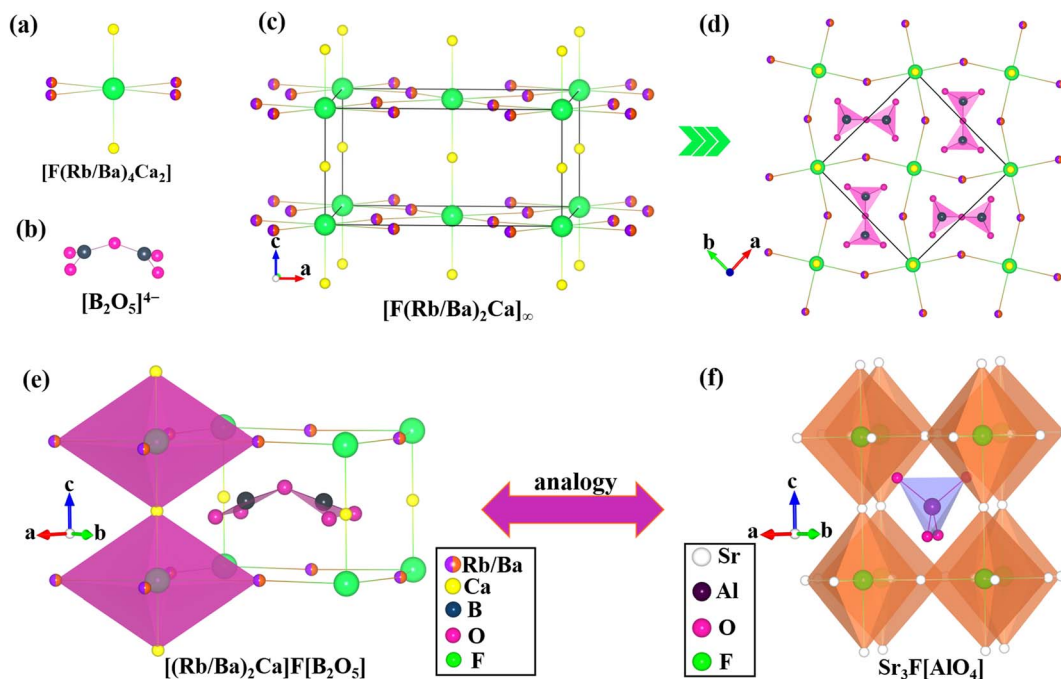 (a)
[F(Rb/Ba)₄Ca₂]
(b)
[B₂O₅]⁴⁻
(c)
c
a
[F(Rb/Ba)₂Ca]∞
(d)
b
a
(e)
c
a
b
[(Rb/Ba)₂Ca]F[B₂O₅]
analogy
Rb/Ba
Ca
B
O
F
Sr
Al
O
F
(f)
c
a
b
Sr₃F[AlO₄]